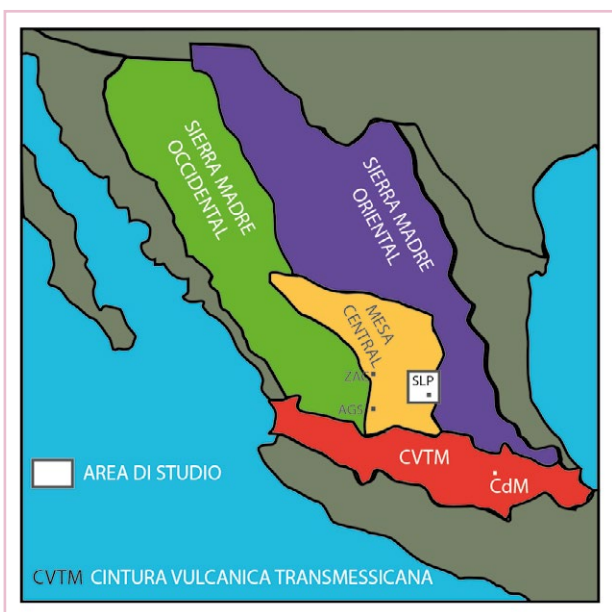 SIERRA MADRE
OCCIDENTAL
SIERRA MADRE
ORIENTAL
MESA
CENTRAL
ZAC
SLP
AGS
CVTM
CdM
AREA DI STUDIO
CVTM CINTURA VULCANICA TRANSMESSICANA